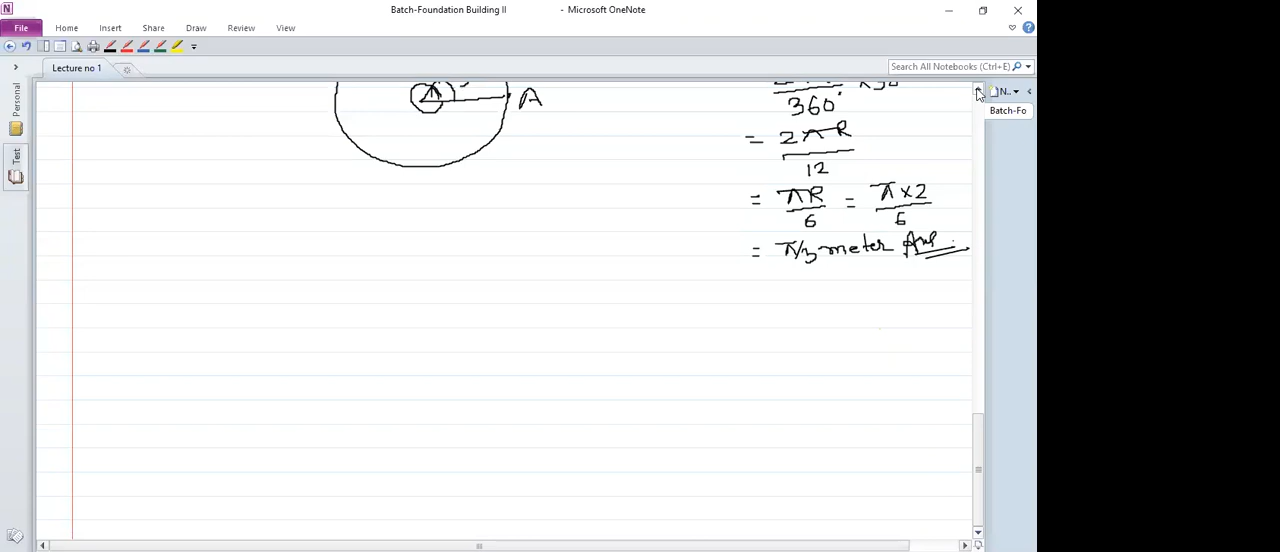 Batch-Foundation Building II - Microsoft OneNote
File Home Insert Share Draw Review View
Lecture no 1
Search All Notebooks (Ctrl+E)
Personal
Test
N..
Batch-Fo
A
360°
= 2πR
12
= πR = π×2
6 6
= π/3 meter Ans.